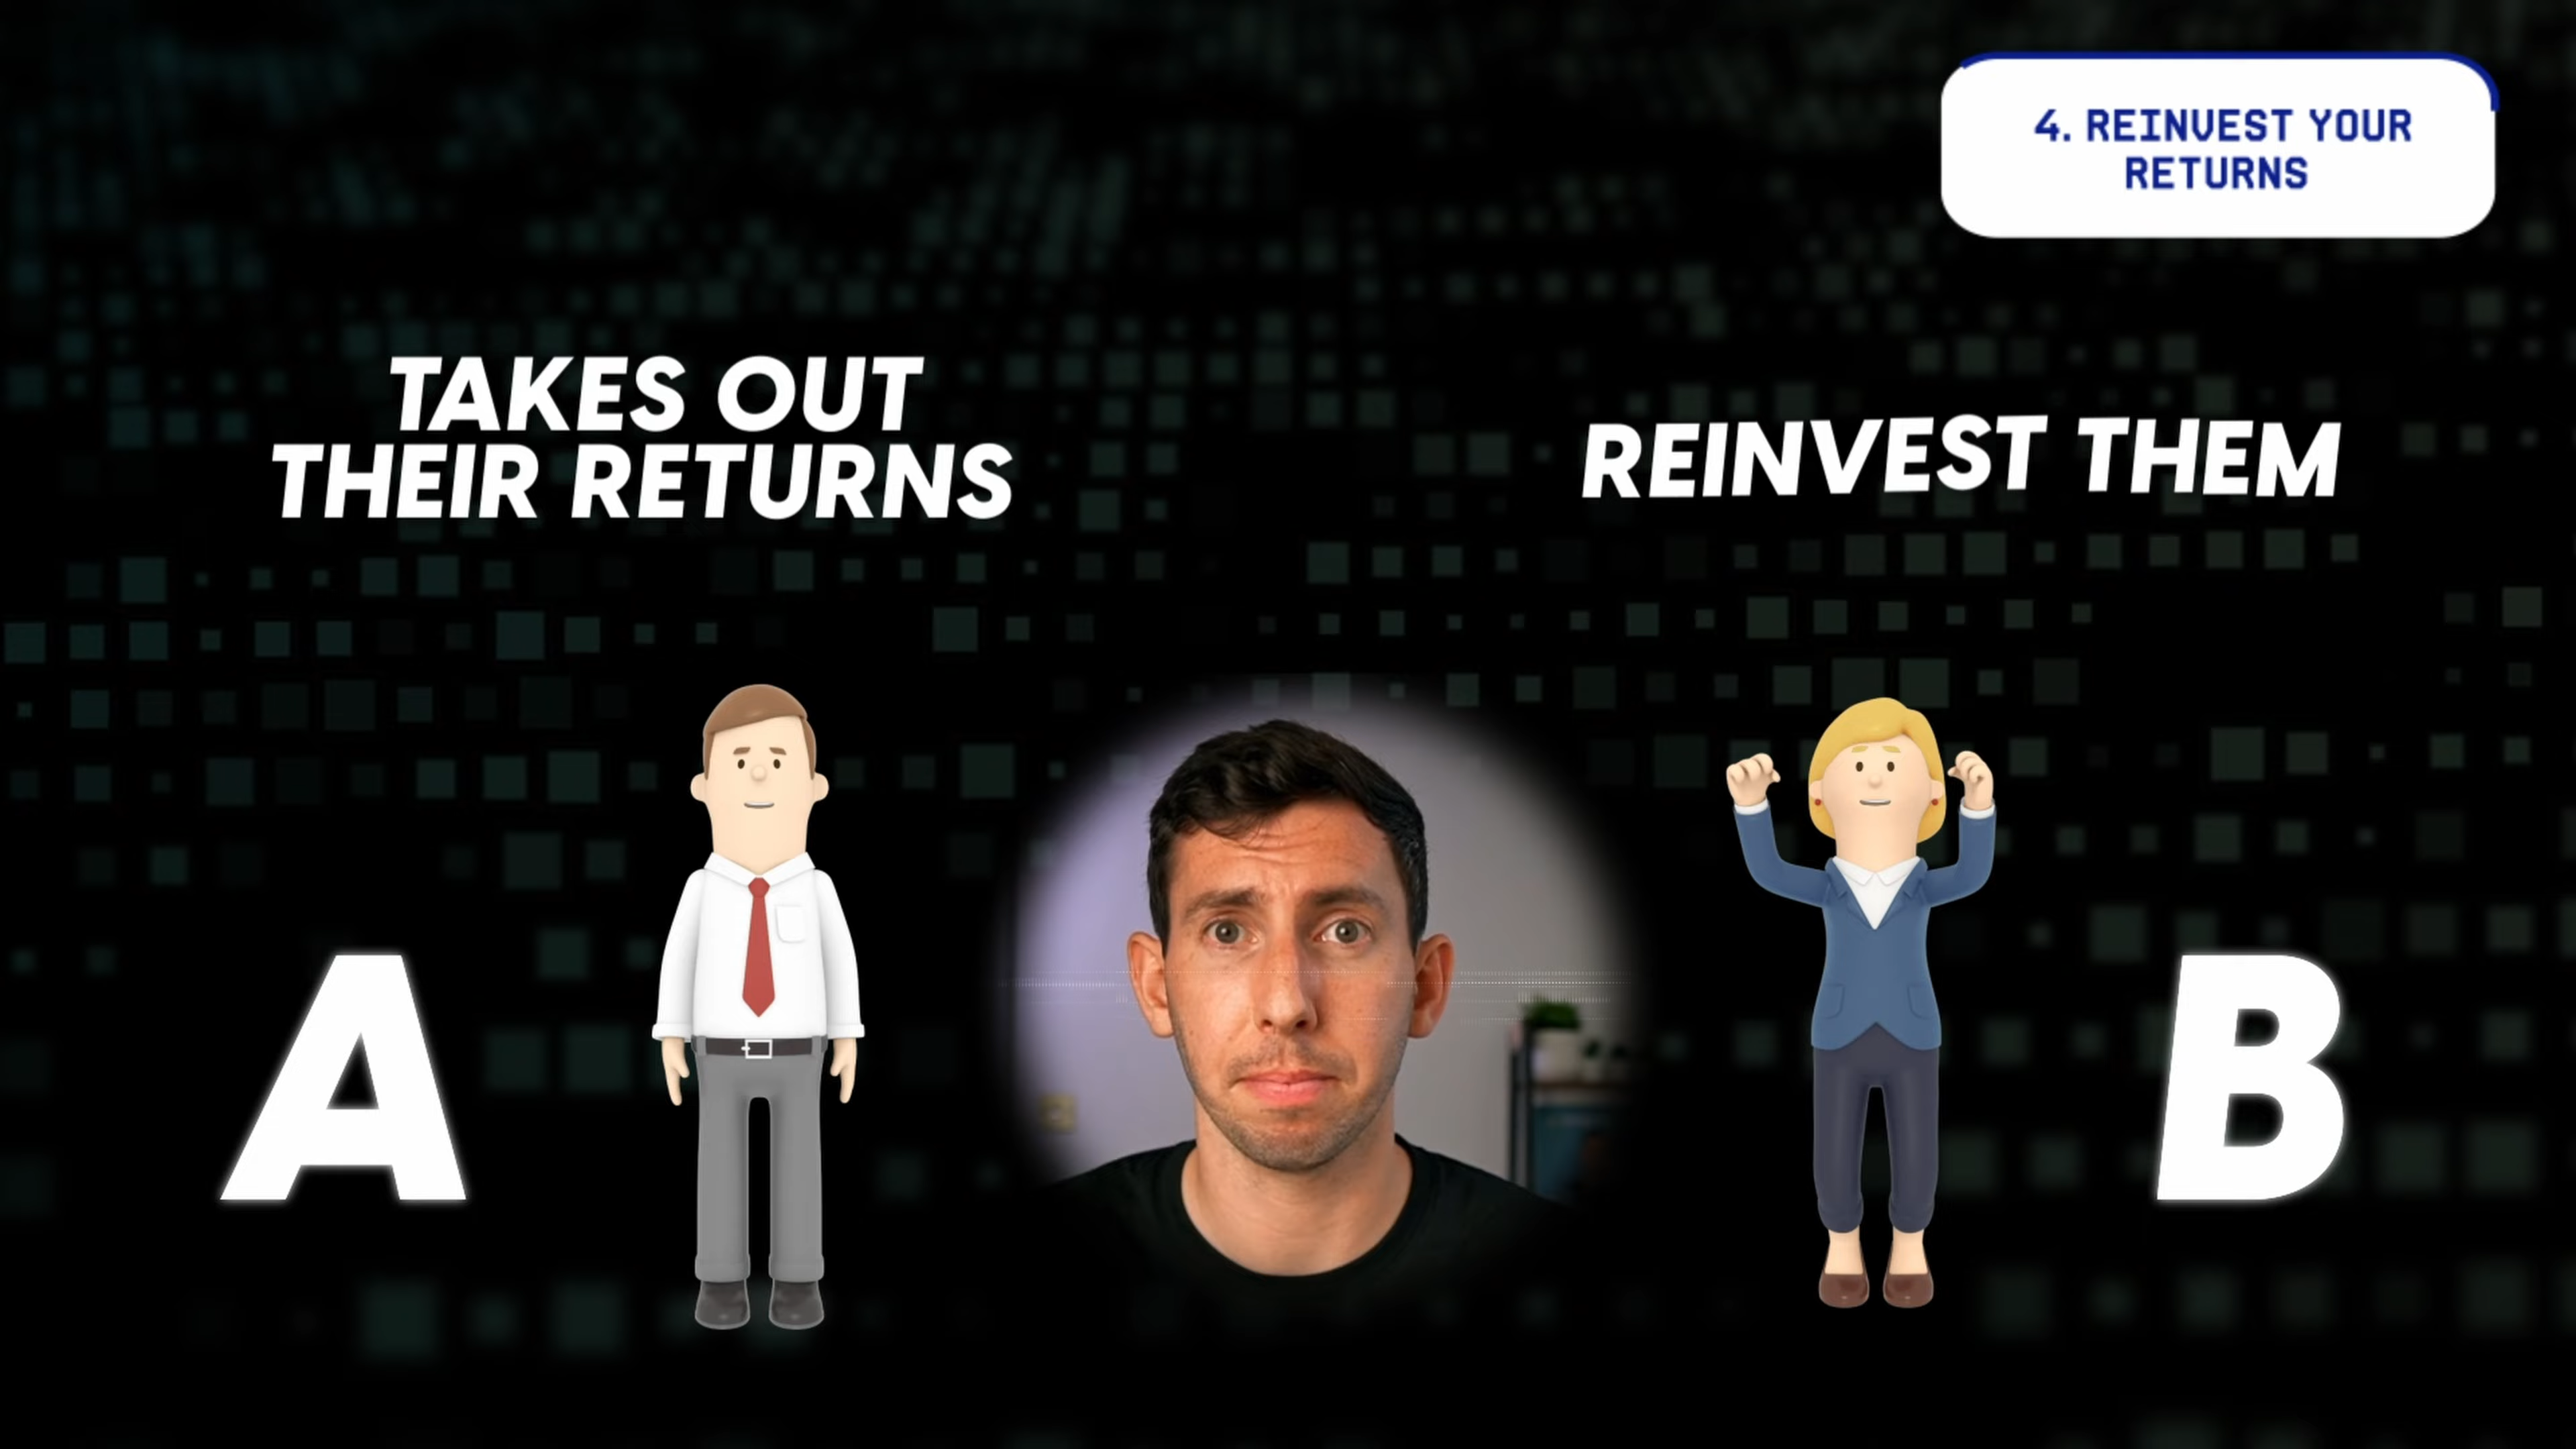 4. REINVEST YOUR
RETURNS
TAKES OUT
THEIR RETURNS
REINVEST THEM
A
B